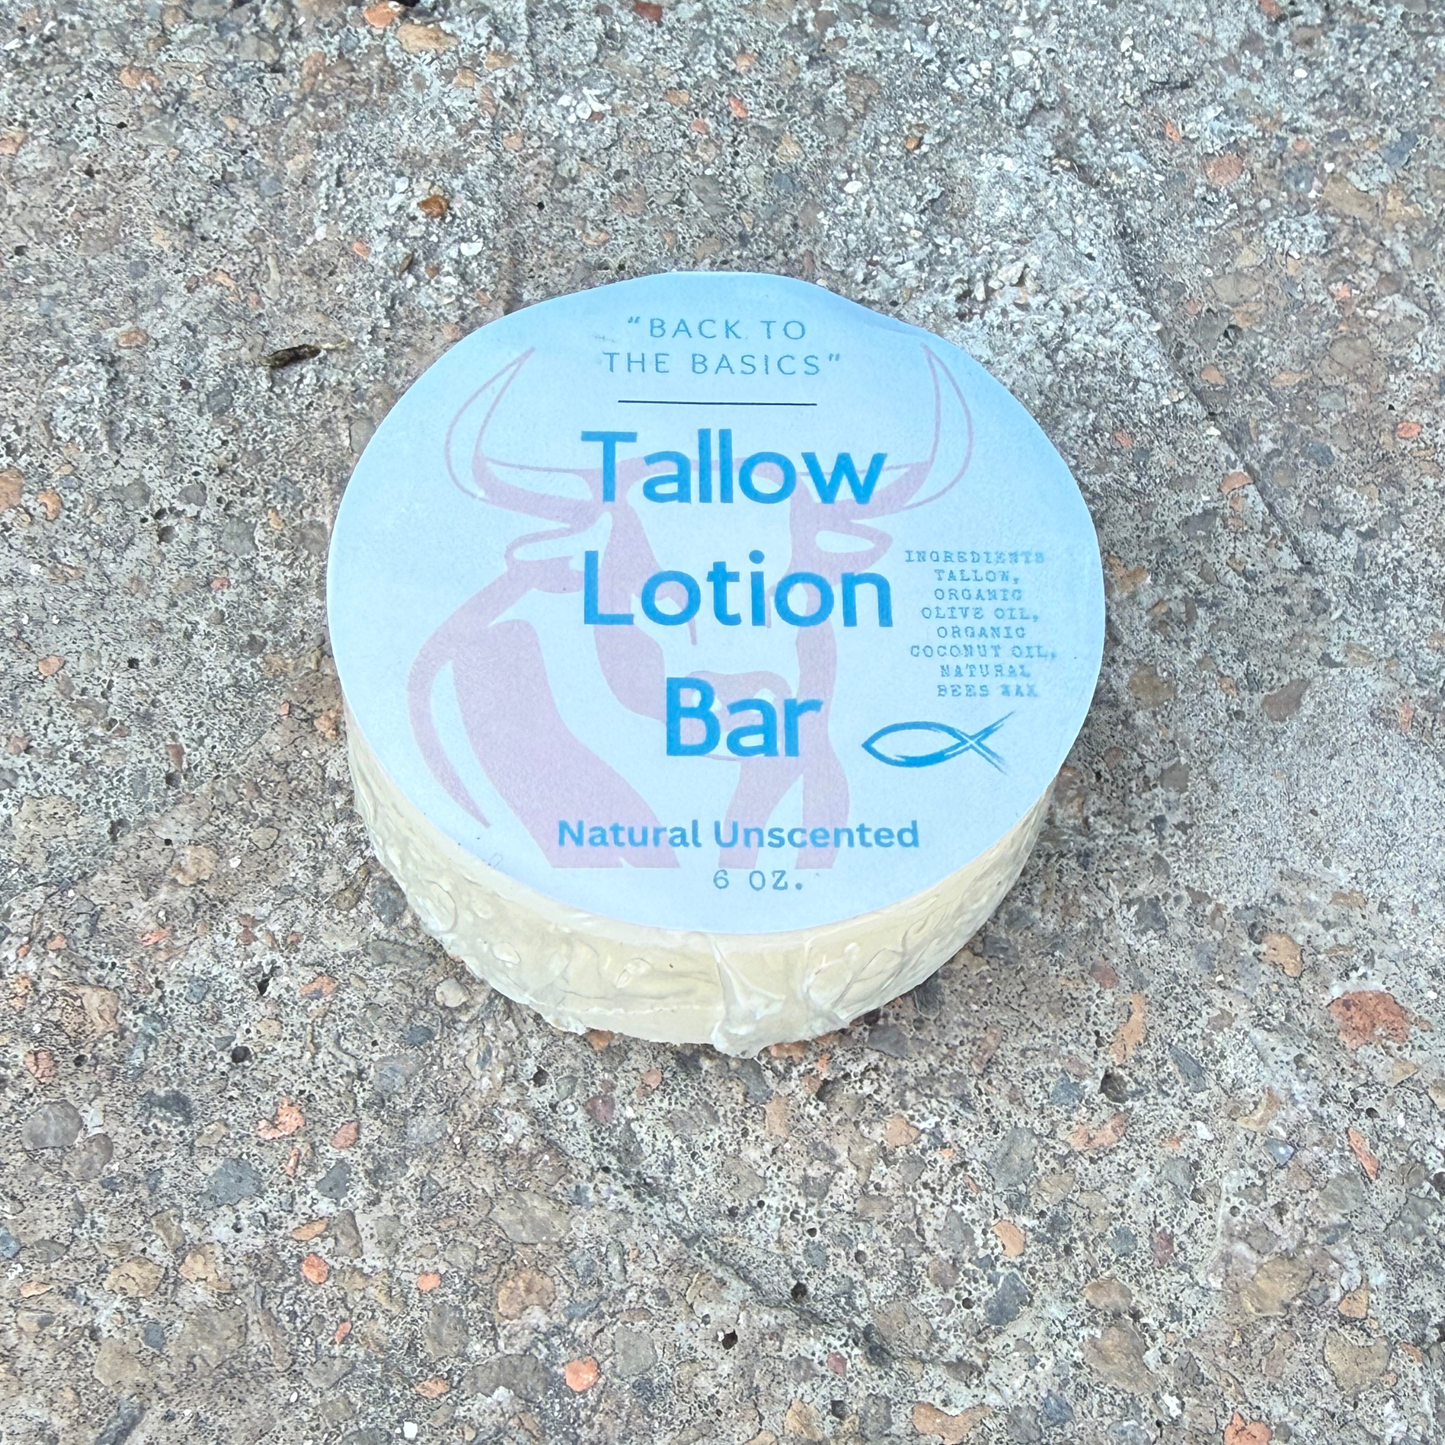 “BACK TO
THE BASICS”
Tallow
Lotion
Bar
INGREDIENTS
TALLOW,
ORGANIC
OLIVE OIL,
ORGANIC
COCONUT OIL,
NATURAL
BEES WAX
Natural Unscented
6 OZ.